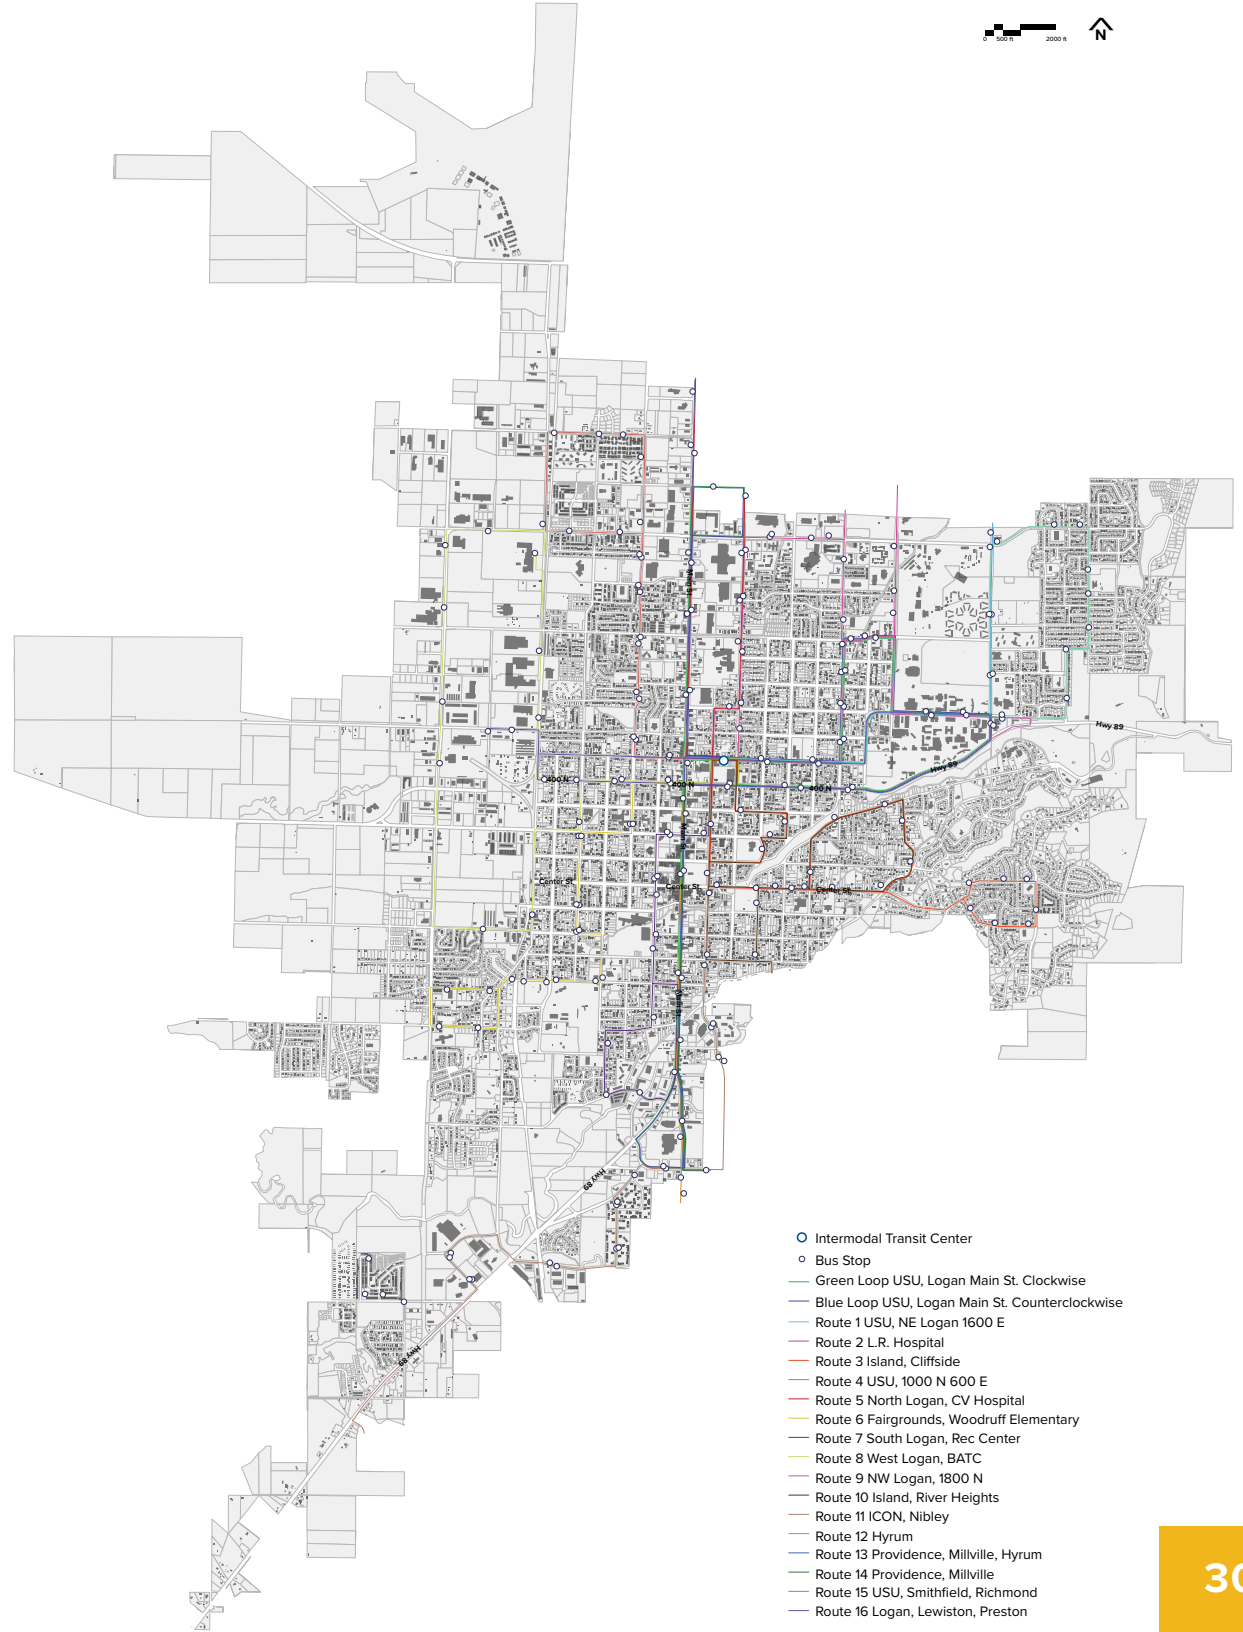 0 500 ft 2000 ft
N
Main St
Hwy 89
Hwy 89
400 N
400 N
400 N
Main St
Center St
Center St
Center St
Main St
Hwy 89
Hwy 89
Intermodal Transit Center
Bus Stop
Green Loop USU, Logan Main St. Clockwise
Blue Loop USU, Logan Main St. Counterclockwise
Route 1 USU, NE Logan 1600 E
Route 2 L.R. Hospital
Route 3 Island, Cliffside
Route 4 USU, 1000 N 600 E
Route 5 North Logan, CV Hospital
Route 6 Fairgrounds, Woodruff Elementary
Route 7 South Logan, Rec Center
Route 8 West Logan, BATC
Route 9 NW Logan, 1800 N
Route 10 Island, River Heights
Route 11 ICON, Nibley
Route 12 Hyrum
Route 13 Providence, Millville, Hyrum
Route 14 Providence, Millville
Route 15 USU, Smithfield, Richmond
Route 16 Logan, Lewiston, Preston
30